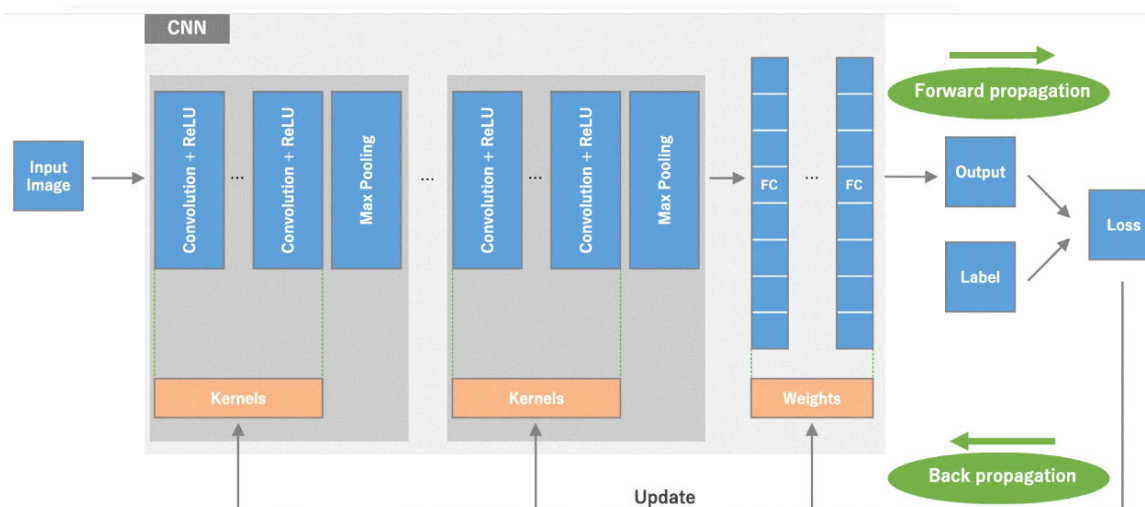 CNN
Forward propagation
Input
Image
Convolution + ReLU
...
Convolution + ReLU
Max Pooling
...
Convolution + ReLU
...
Convolution + ReLU
Max Pooling
FC
...
FC
Output
Label
Loss
Kernels
Kernels
Weights
Back propagation
Update